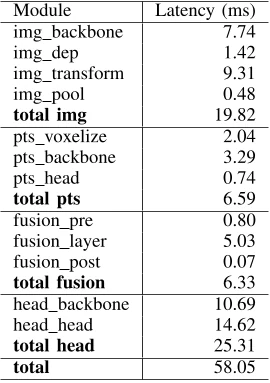 Module Latency (ms)
img_backbone 7.74
img_dep 1.42
img_transform 9.31
img_pool 0.48
total img 19.82
pts_voxelize 2.04
pts_backbone 3.29
pts_head 0.74
total pts 6.59
fusion_pre 0.80
fusion_layer 5.03
fusion_post 0.07
total fusion 6.33
head_backbone 10.69
head_head 14.62
total head 25.31
total 58.05